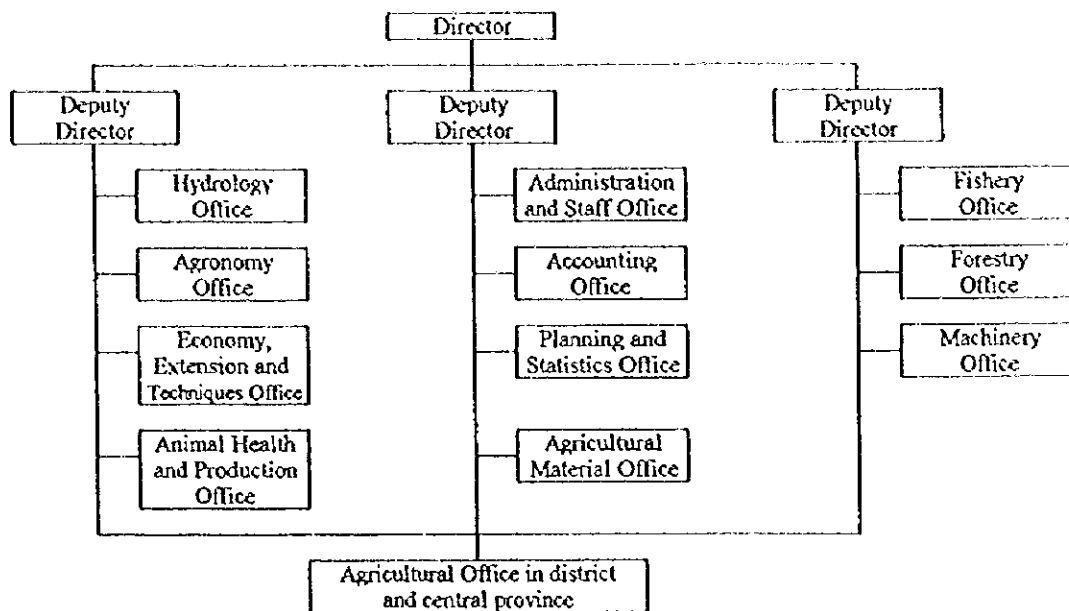 Director
Deputy
Director
Deputy
Director
Deputy
Director
Hydrology
Office
Agronomy
Office
Economy,
Extension and
Techniques Office
Animal Health
and Production
Office
Administration
and Staff Office
Accounting
Office
Planning and
Statistics Office
Agricultural
Material Office
Fishery
Office
Forestry
Office
Machinery
Office
Agricultural Office in district
and central province